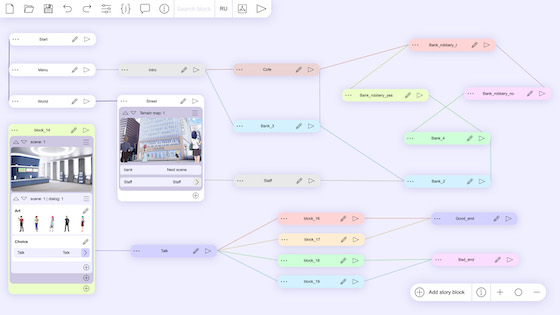 Search block
RU
Start
Menu
World
Intro
Cafe
Bank_3
Staff
Bank_robbery_r
Bank_robbery_yes
Bank_robbery_no
Bank_4
Bank_2
Street
Terrain map: 1
bank
Next scene
Staff
Staff
block_14
scene: 1
scene: 1 | dialog: 1
Art
Choice
Talk
Talk
Talk
block_16
block_17
block_18
block_19
Good_end
Bad_end
Add story block